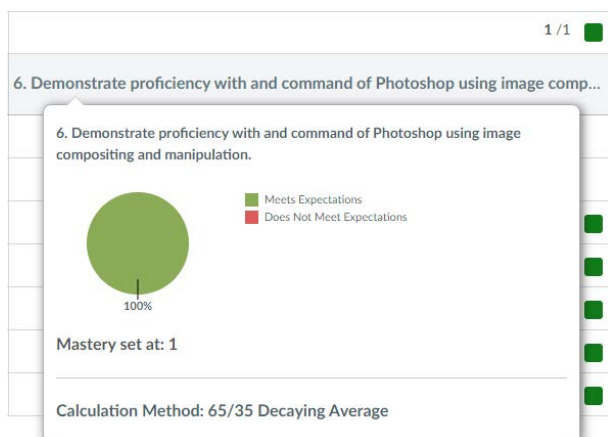 1 /1
6. Demonstrate proficiency with and command of Photoshop using image comp...
6. Demonstrate proficiency with and command of Photoshop using image
compositing and manipulation.
Meets Expectations
Does Not Meet Expectations
100%
Mastery set at: 1
Calculation Method: 65/35 Decaying Average